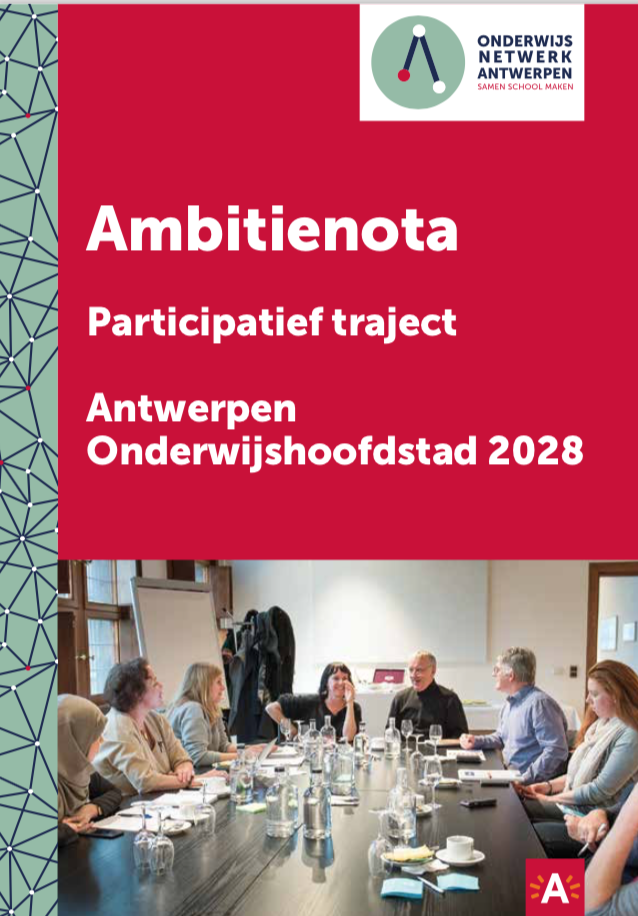 ONDERWIJS
NETWERK
ANTWERPEN
SAMEN SCHOOL MAKEN
Ambitienota
Participatief traject
Antwerpen
Onderwijshoofdstad 2028
A